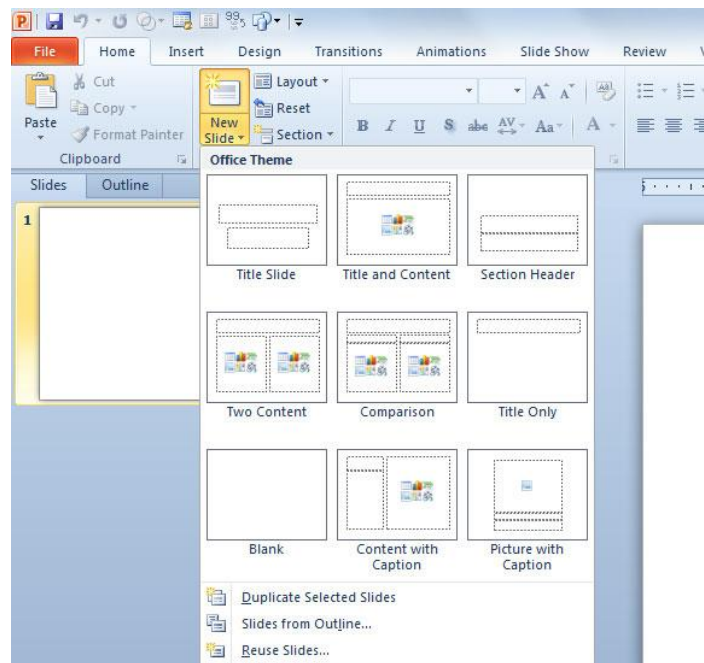 File Home Insert Design Transitions Animations Slide Show Review
Cut
Copy
Format Painter
Paste
Clipboard
New
Slide
Layout
Reset
Section
B I U S abc AV Aa A
Slides Outline
1
Office Theme
Title Slide Title and Content Section Header
Two Content Comparison Title Only
Blank Content with Caption Picture with Caption
Duplicate Selected Slides
Slides from Outline...
Reuse Slides...